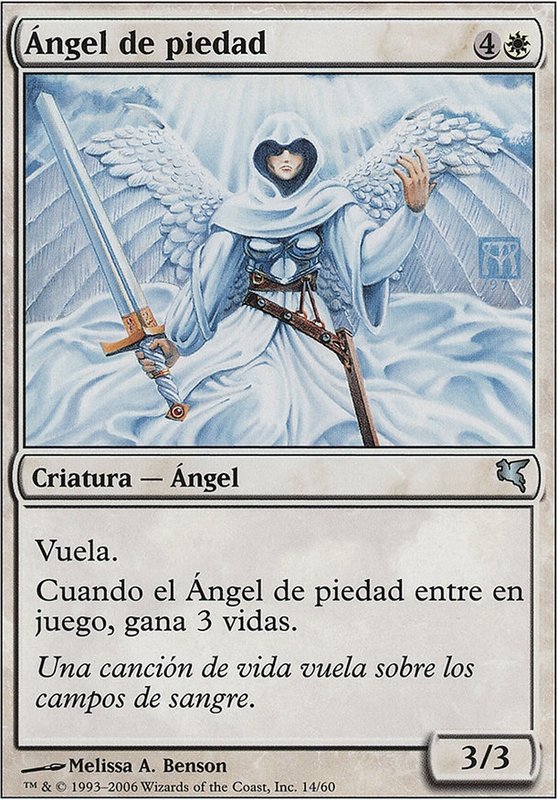 Ángel de piedad 4
97
Criatura — Ángel
Vuela.
Cuando el Ángel de piedad entre en
juego, gana 3 vidas.
Una canción de vida vuela sobre los
campos de sangre.
Melissa A. Benson
3/3
™ & © 1993–2006 Wizards of the Coast, Inc. 14/60